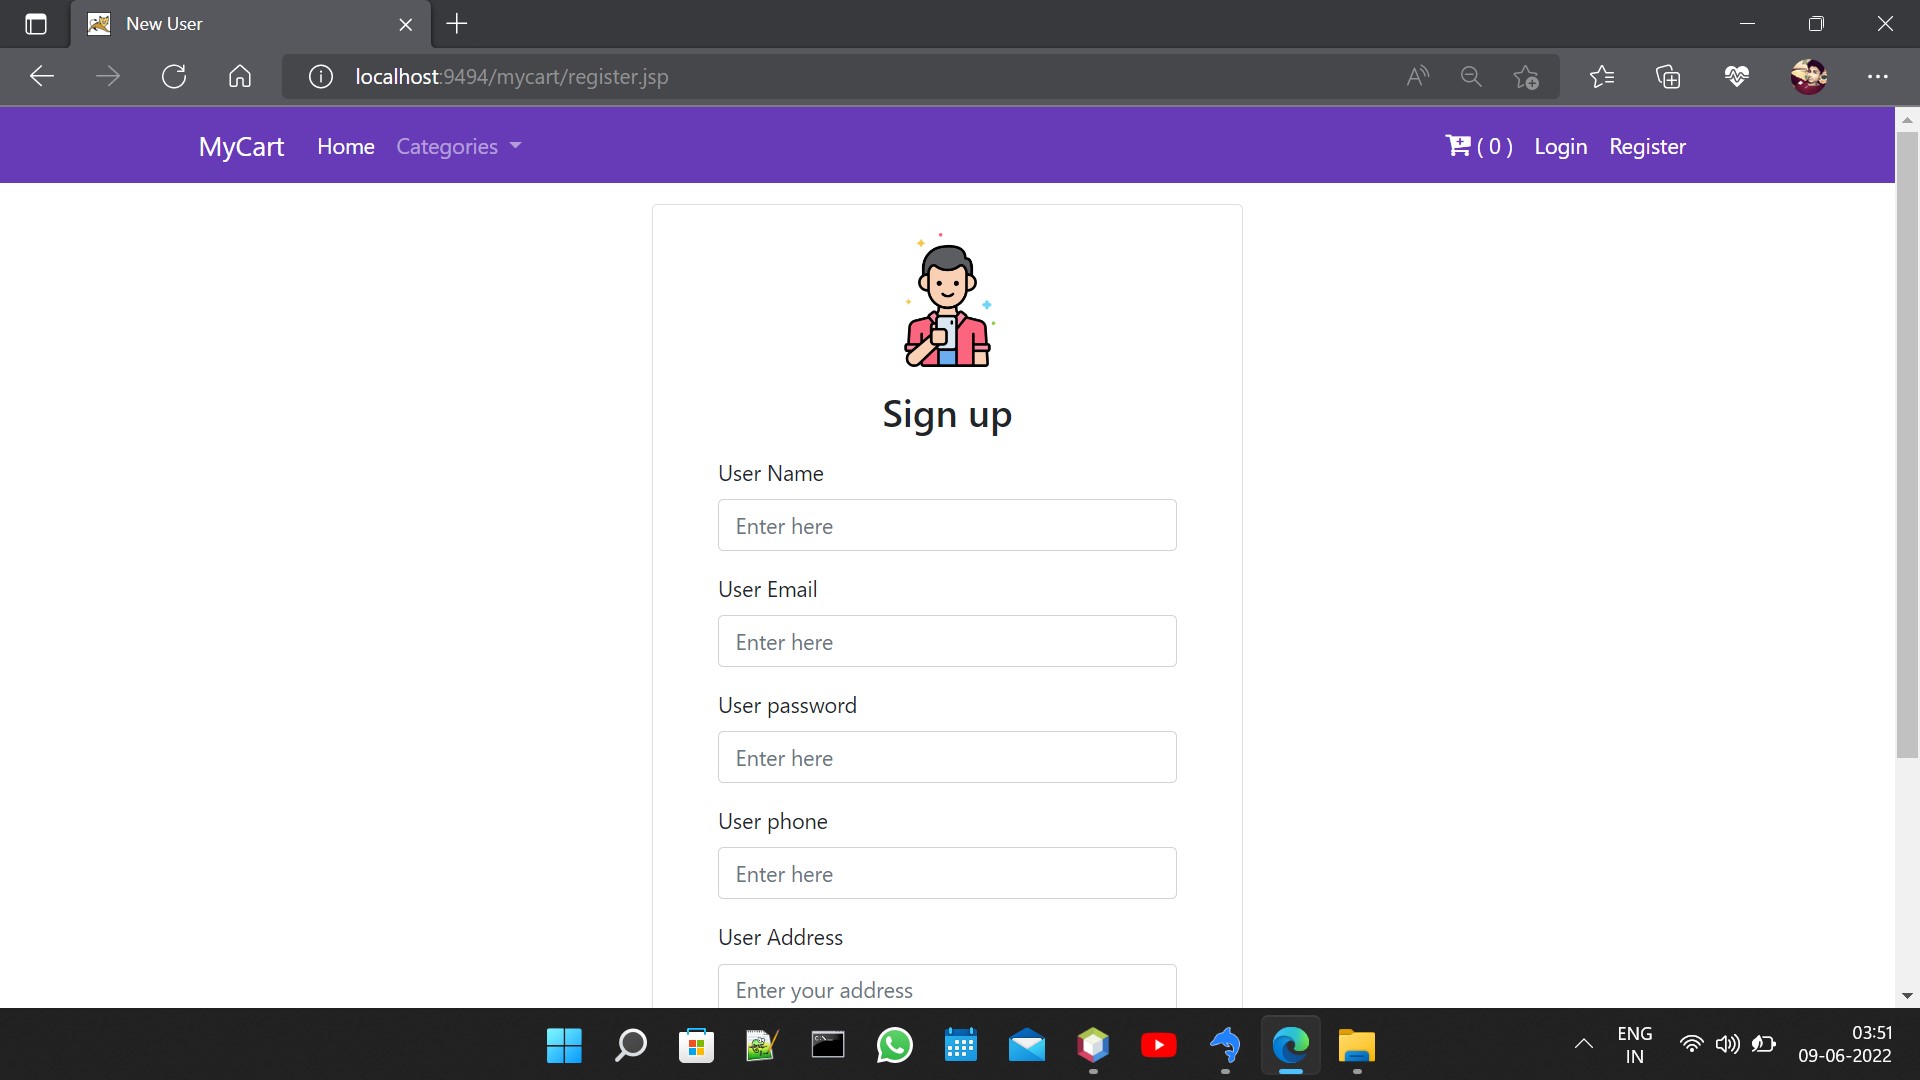 New User
localhost:9494/mycart/register.jsp
MyCart Home Categories ( 0 ) Login Register
Sign up
User Name
Enter here
User Email
Enter here
User password
Enter here
User phone
Enter here
User Address
Enter your address
ENG
IN
03:51
09-06-2022